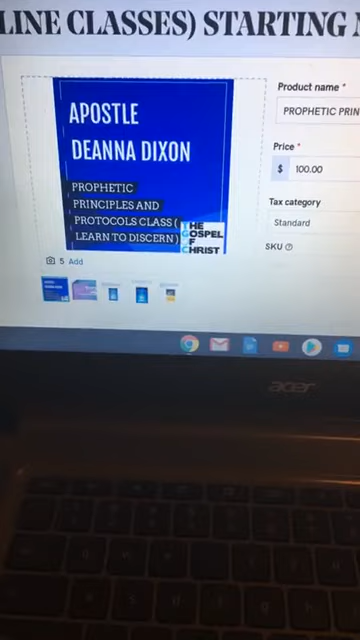 LINE CLASSES) STARTING
Product name *
PROPHETIC PRIN
Price *
$ 100.00
Tax category
Standard
SKU
APOSTLE
DEANNA DIXON
PROPHETIC
PRINCIPLES AND
PROTOCOLS CLASS (
LEARN TO DISCERN)
THE
GOSPEL
OF
CHRIST
5 Add
acer